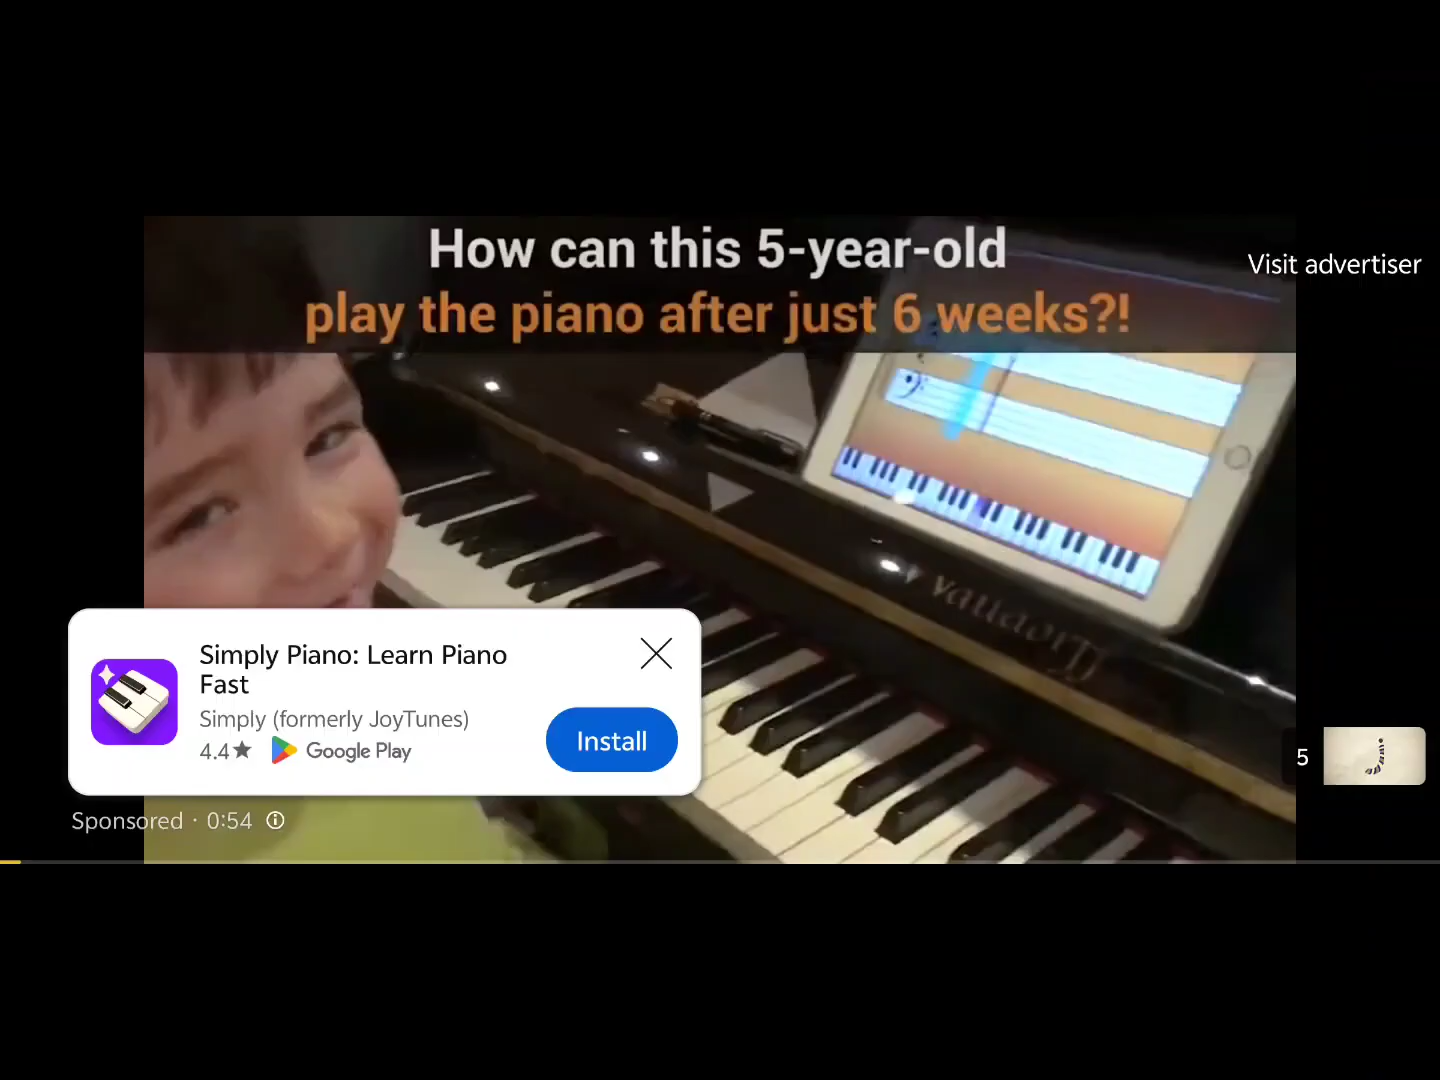 How can this 5-year-old
play the piano after just 6 weeks?!
Visit advertiser
Simply Piano: Learn Piano
Fast
Simply (formerly JoyTunes)
4.4★ Google Play
Install
5
Sponsored · 0:54